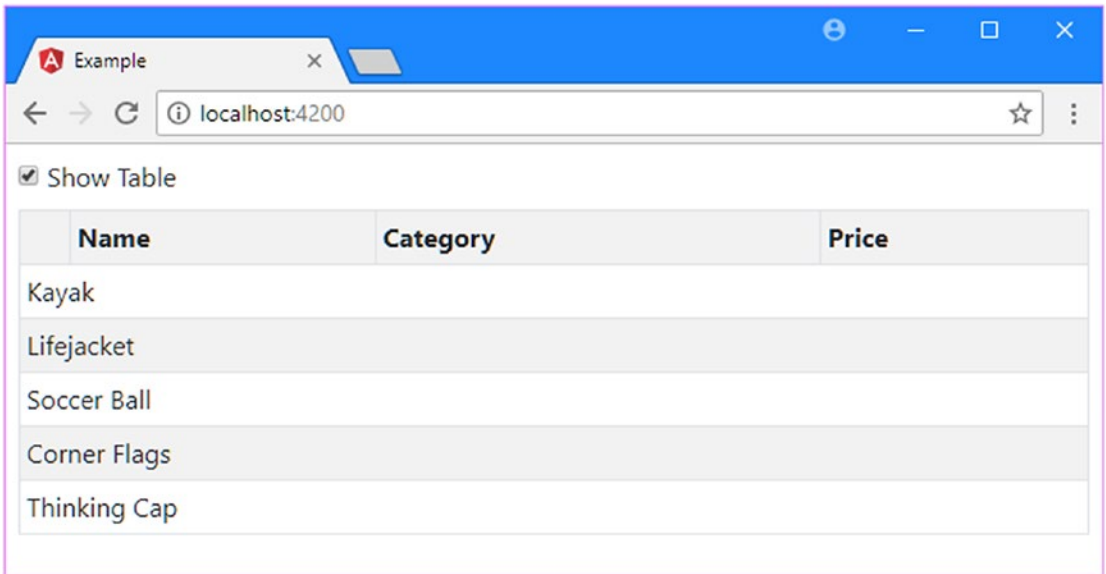 Example
localhost:4200
Show Table
Name Category Price
Kayak
Lifejacket
Soccer Ball
Corner Flags
Thinking Cap